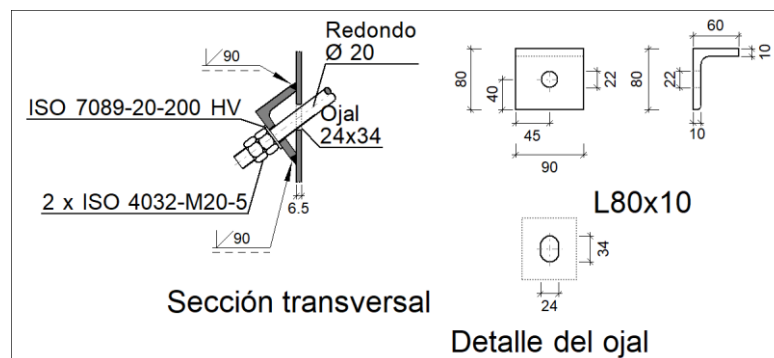 90
Redondo
Ø 20
ISO 7089-20-200 HV
Ojal
24x34
2 x ISO 4032-M20-5
6.5
90
Sección transversal
80
40
22
45
90
60
10
80
22
10
L80x10
34
24
Detalle del ojal